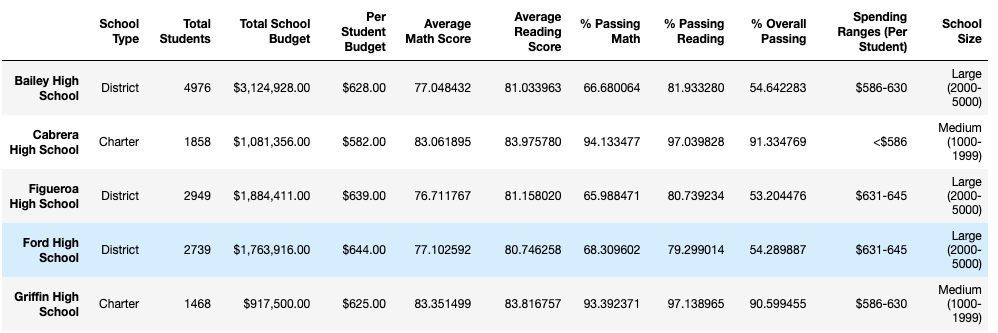 School Type Total Students Total School Budget Per Student Budget Average Math Score Average Reading Score % Passing Math % Passing Reading % Overall Passing Spending Ranges (Per Student) School Size
Bailey High School District 4976 $3,124,928.00 $628.00 77.048432 81.033963 66.680064 81.933280 54.642283 $586-630 Large (2000-5000)
Cabrera High School Charter 1858 $1,081,356.00 $582.00 83.061895 83.975780 94.133477 97.039828 91.334769 <$586 Medium (1000-1999)
Figueroa High School District 2949 $1,884,411.00 $639.00 76.711767 81.158020 65.988471 80.739234 53.204476 $631-645 Large (2000-5000)
Ford High School District 2739 $1,763,916.00 $644.00 77.102592 80.746258 68.309602 79.299014 54.289887 $631-645 Large (2000-5000)
Griffin High School Charter 1468 $917,500.00 $625.00 83.351499 83.816757 93.392371 97.138965 90.599455 $586-630 Medium (1000-1999)